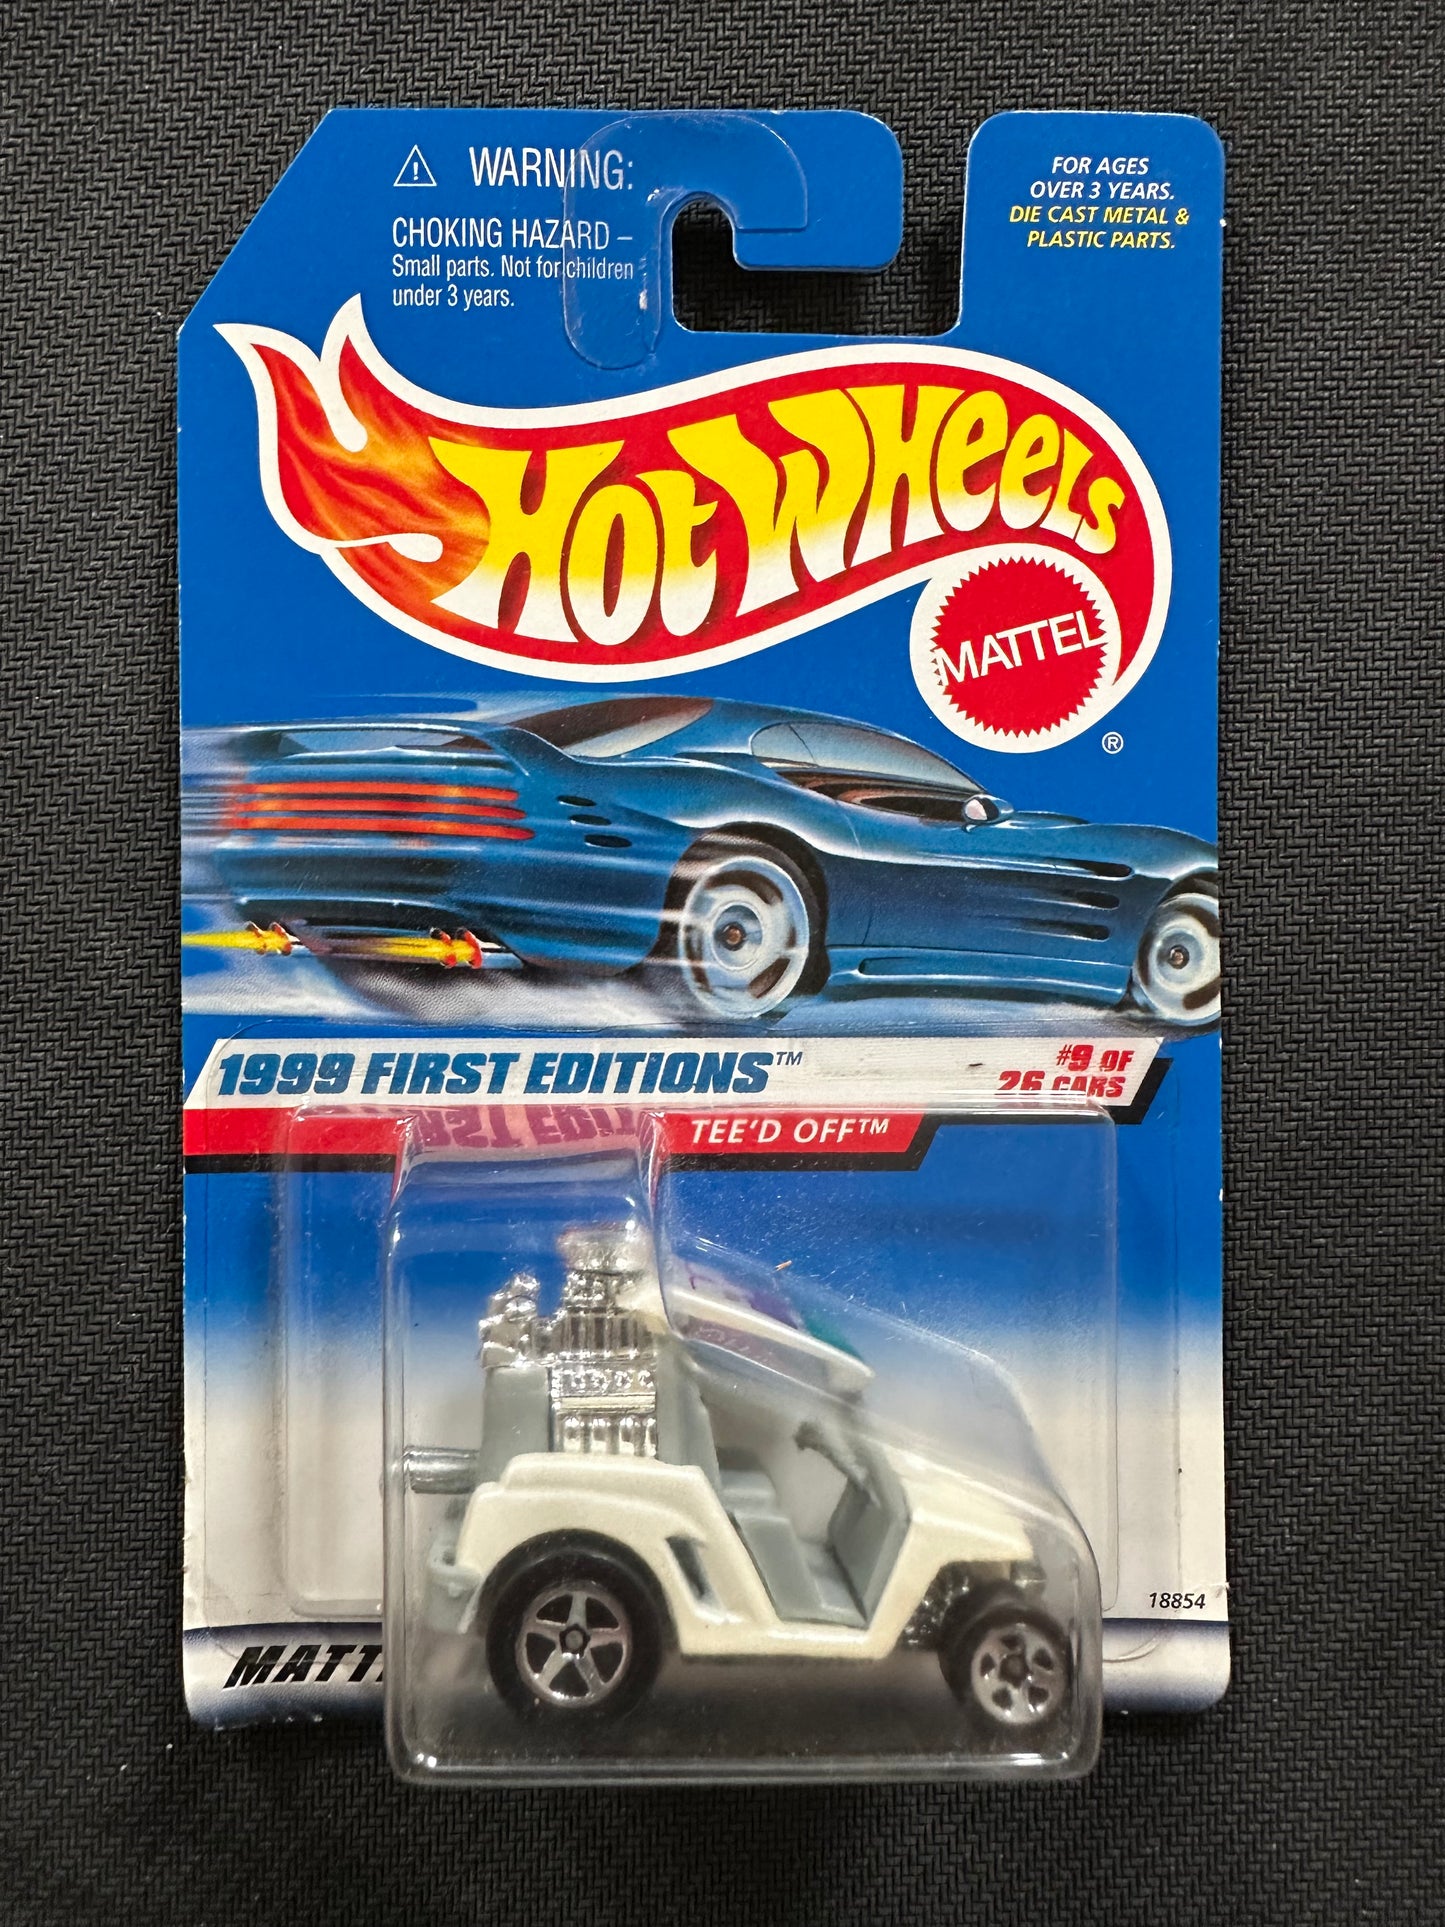 ⚠ WARNING:
CHOKING HAZARD –
Small parts. Not for children
under 3 years.
FOR AGES
OVER 3 YEARS.
DIE CAST METAL &
PLASTIC PARTS.
Hot Wheels
MATTEL
®
1999 FIRST EDITIONS™
#9 OF
26 CARS
TEE'D OFF™
18854
MATT